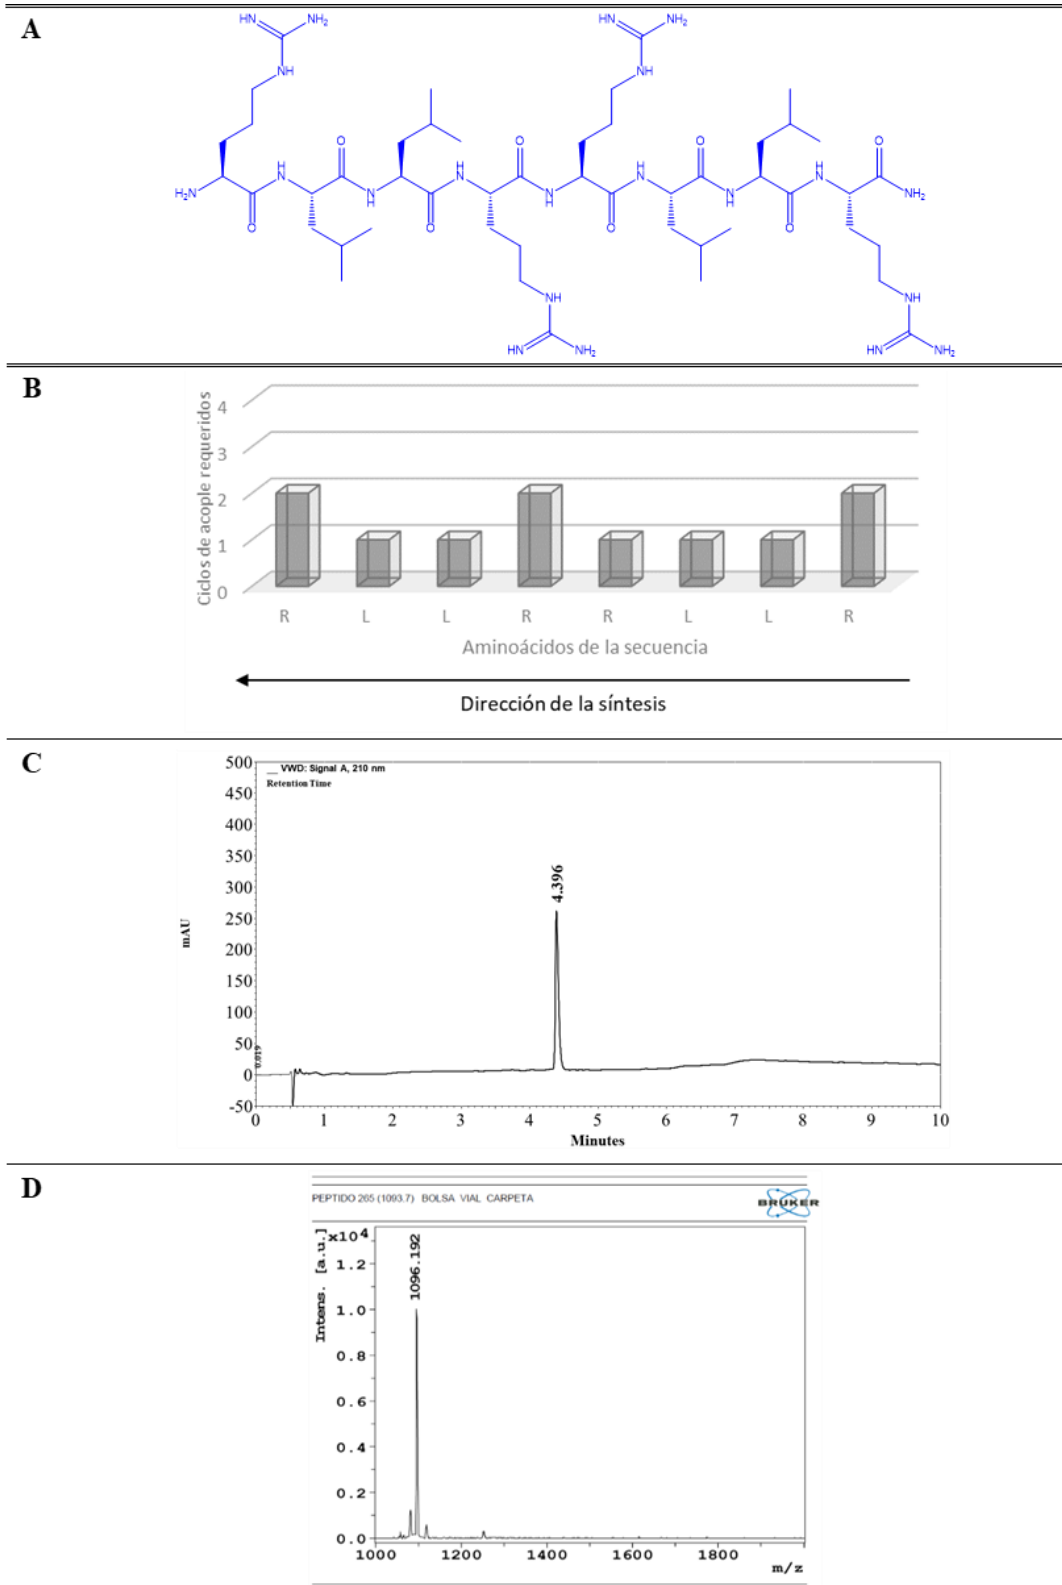 A
HN NH₂ HN NH₂
NH NH
O H N O H N O H N O H N O
H₂N O N H O N H O N H O N H O NH₂
NH NH
HN NH₂ HN NH₂
B
Ciclos de acople requeridos
4
3
2
1
0
R L L R R L L R
Aminoácidos de la secuencia
Dirección de la síntesis
C
VWD: Signal A, 210 nm
Retention Time
mAU
500
450
400
350
300
250
200
150
100
50
0
-50
0.019
4.396
0 1 2 3 4 5 6 7 8 9 10
Minutes
D
PEPTIDO 265 (1093.7) BOLSA VIAL CARPETA
BRUKER
Intens. [a.u.]
x10⁴
1096.192
1.2
1.0
0.8
0.6
0.4
0.2
0.0
1000 1200 1400 1600 1800
m/z